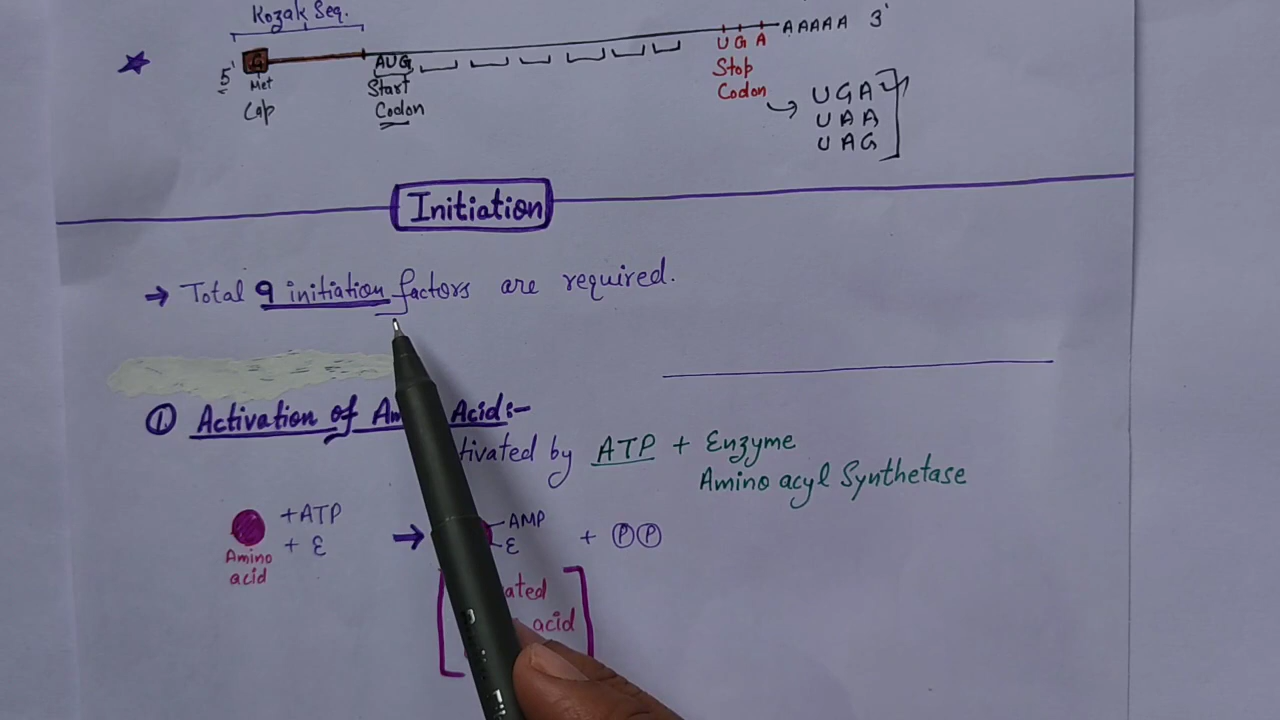 Kozak Seq.
5' G AUG UGA AAAAA 3'
Met
Cap
Start
Codon
Stop
Codon
UGA
UAA
UAG
Initiation
→ Total 9 initiation factors are required.
① Activation of Am Acid:-
tivated by ATP + Enzyme
Amino acyl Synthetase
+ATP
+ E
Amino
acid
→ AMP
E
+ P P
ated
acid